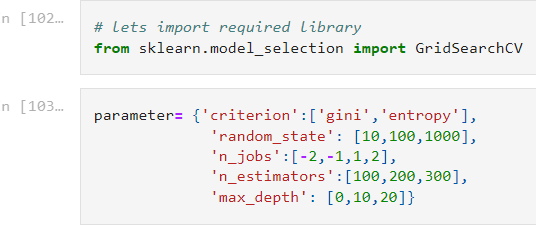 n [102…
# lets import required library
from sklearn.model_selection import GridSearchCV
n [103…
parameter= {'criterion':['gini','entropy'],
'random_state': [10,100,1000],
'n_jobs':[-2,-1,1,2],
'n_estimators':[100,200,300],
'max_depth': [0,10,20]}